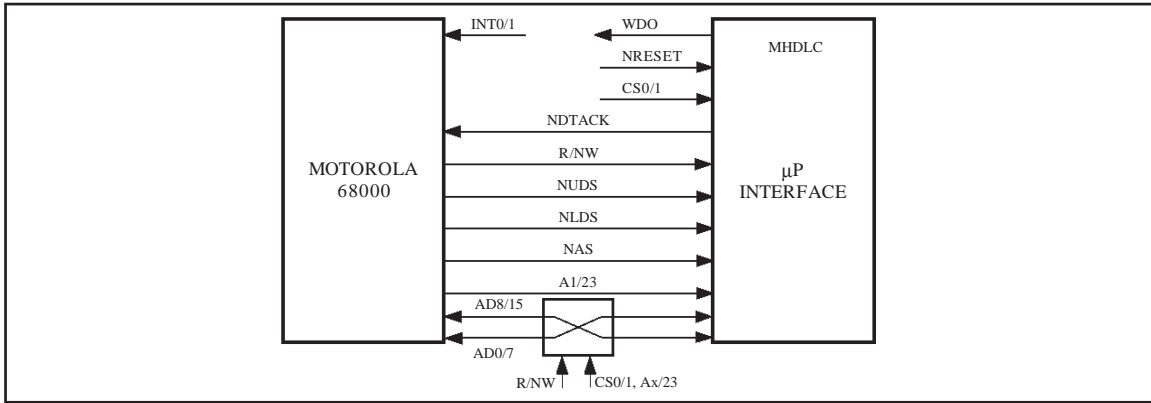 INT0/1
WDO
MHDLC
NRESET
CS0/1
NDTACK
R/NW
MOTOROLA
68000
µP
INTERFACE
NUDS
NLDS
NAS
A1/23
AD8/15
AD0/7
R/NW
CS0/1, Ax/23